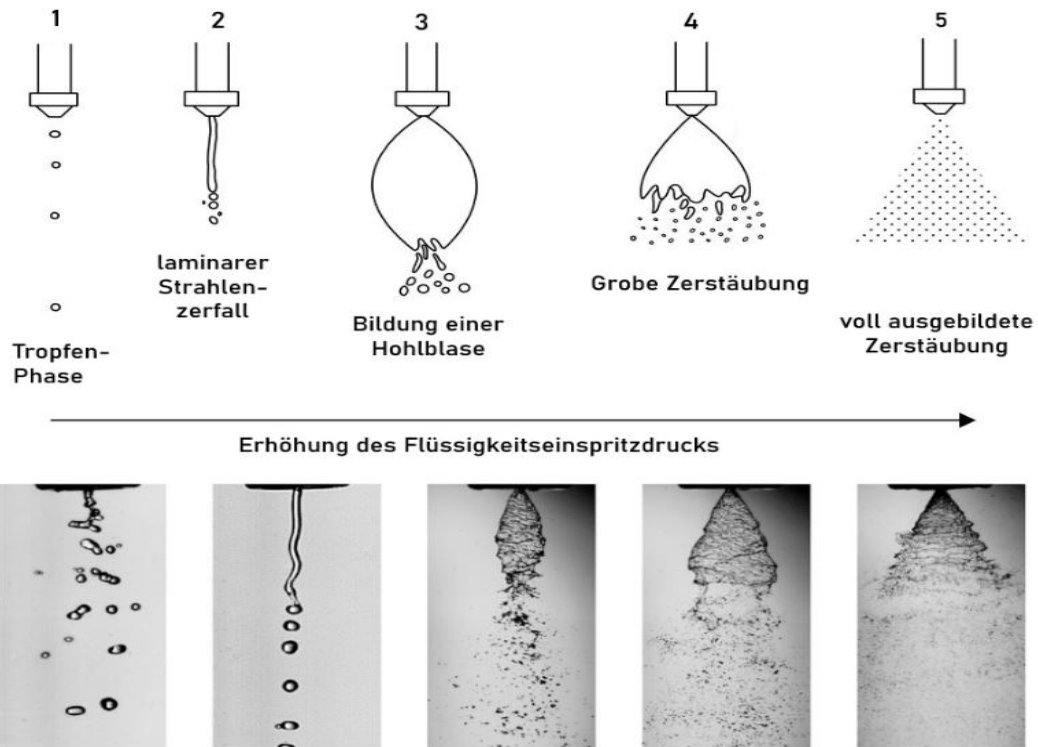 1
2
3
4
5
Tropfen-
Phase
laminarer
Strahlen-
zerfall
Bildung einer
Hohlblase
Grobe Zerstäubung
voll ausgebildete
Zerstäubung
Erhöhung des Flüssigkeitseinspritzdrucks